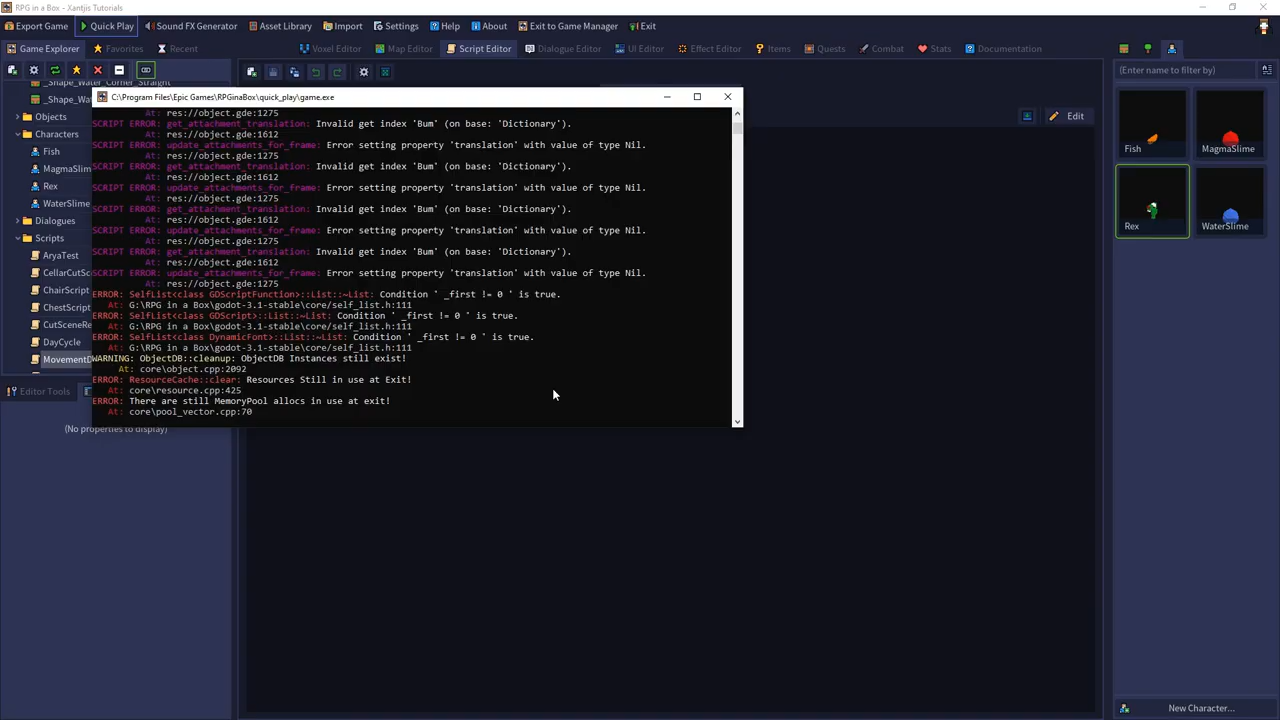 RPG in a Box - Xantjis Tutorials
Export Game
Quick Play
Sound FX Generator
Asset Library
Import
Settings
Help
About
Exit to Game Manager
Exit
Game Explorer
Favorites
Recent
Voxel Editor
Map Editor
Script Editor
Dialogue Editor
UI Editor
Effect Editor
Items
Quests
Combat
Stats
Documentation
_Shape_Water_Corner_Straight
_Shape_Wa
Objects
Characters
Fish
MagmaSlim
Rex
WaterSlime
Dialogues
Scripts
AryaTest
CellarCutSc
ChairScript
ChestScript
CutSceneRe
DayCycle
MovementD
Editor Tools
(No properties to display)
C:\Program Files\Epic Games\RPGinaBox\quick_play\game.exe
At: res://object.gde:1275
SCRIPT ERROR: get_attachment_translation: Invalid get index 'Bum' (on base: 'Dictionary').
At: res://object.gde:1612
SCRIPT ERROR: update_attachments_for_frame: Error setting property 'translation' with value of type Nil.
At: res://object.gde:1275
SCRIPT ERROR: get_attachment_translation: Invalid get index 'Bum' (on base: 'Dictionary').
At: res://object.gde:1612
SCRIPT ERROR: update_attachments_for_frame: Error setting property 'translation' with value of type Nil.
At: res://object.gde:1275
SCRIPT ERROR: get_attachment_translation: Invalid get index 'Bum' (on base: 'Dictionary').
At: res://object.gde:1612
SCRIPT ERROR: update_attachments_for_frame: Error setting property 'translation' with value of type Nil.
At: res://object.gde:1275
SCRIPT ERROR: get_attachment_translation: Invalid get index 'Bum' (on base: 'Dictionary').
At: res://object.gde:1612
SCRIPT ERROR: update_attachments_for_frame: Error setting property 'translation' with value of type Nil.
At: res://object.gde:1275
ERROR: SelfList<class GDScriptFunction>::List::~List: Condition ' _first != 0 ' is true.
At: G:\RPG in a Box\godot-3.1-stable\core/self_list.h:111
ERROR: SelfList<class GDScript>::List::~List: Condition ' _first != 0 ' is true.
At: G:\RPG in a Box\godot-3.1-stable\core/self_list.h:111
ERROR: SelfList<class DynamicFont>::List::~List: Condition ' _first != 0 ' is true.
At: G:\RPG in a Box\godot-3.1-stable\core/self_list.h:111
WARNING: ObjectDB::cleanup: ObjectDB Instances still exist!
At: core\object.cpp:2092
ERROR: ResourceCache::clear: Resources Still in use at Exit!
At: core\resource.cpp:425
ERROR: There are still MemoryPool allocs in use at exit!
At: core\pool_vector.cpp:70
Edit
(Enter name to filter by)
Fish
MagmaSlime
Rex
WaterSlime
New Character...